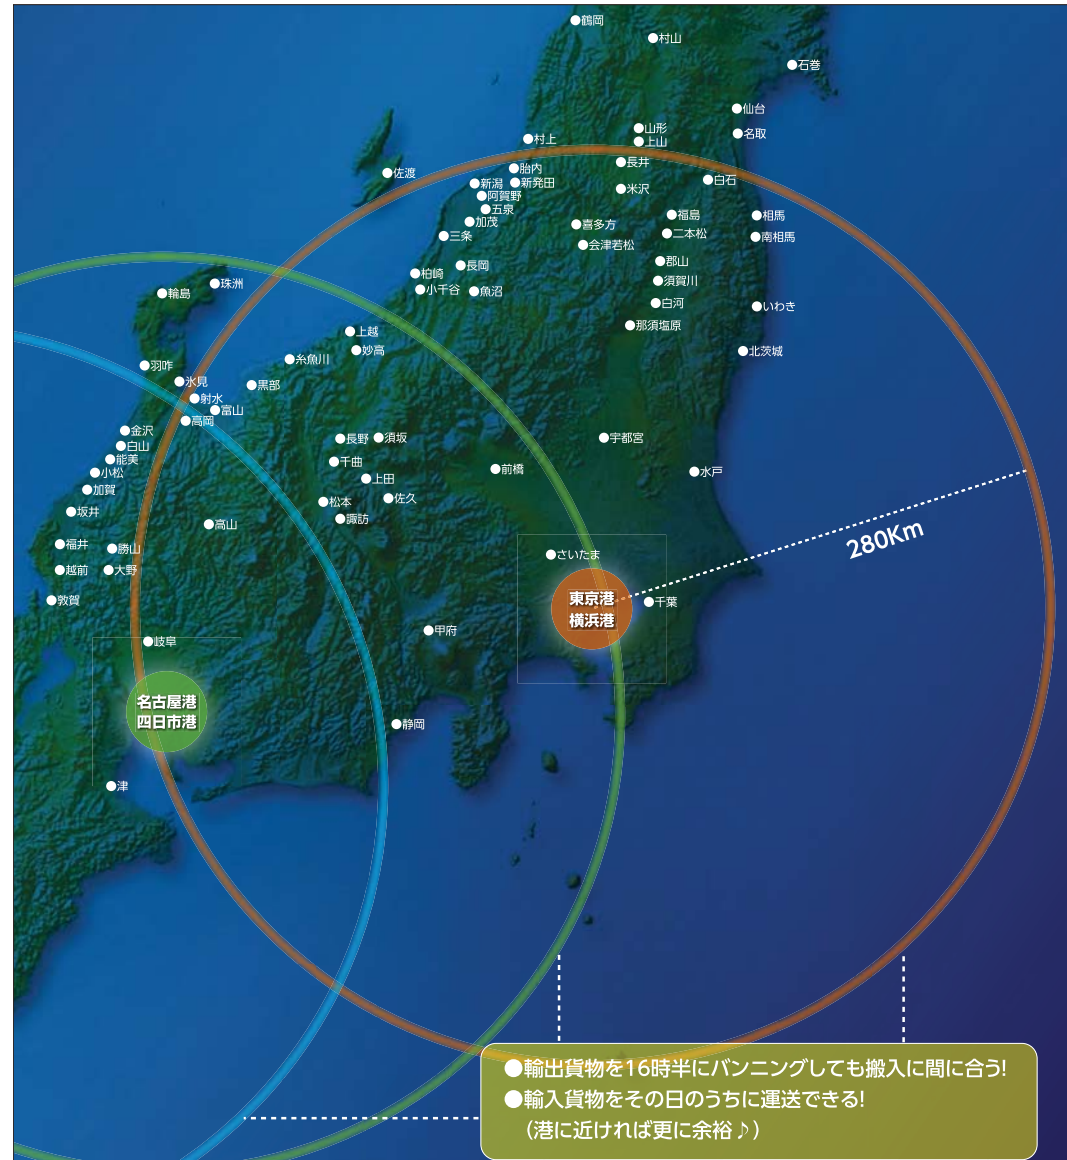 鶴岡
村山
石巻
仙台
山形
名取
村上
上山
長井
胎内
佐渡
白石
新潟
新発田
米沢
阿賀野
五泉
福島
相馬
加茂
喜多方
三条
二本松
南相馬
会津若松
郡山
長岡
柏崎
須賀川
珠洲
小千谷
魚沼
輪島
白河
いわき
那須塩原
上越
妙高
北茨城
糸魚川
羽咋
氷見
黒部
射水
富山
高岡
金沢
長野
須坂
宇都宮
白山
能美
千曲
前橋
小松
水戸
上田
加賀
佐久
松本
坂井
諏訪
高山
280Km
福井
勝山
さいたま
越前
大野
敦賀
東京港
横浜港
千葉
甲府
岐阜
名古屋港
四日市港
静岡
津
●輸出貨物を16時半にバンニングしても搬入に間に合う!
●輸入貨物をその日のうちに運送できる!
(港に近ければ更に余裕♪)